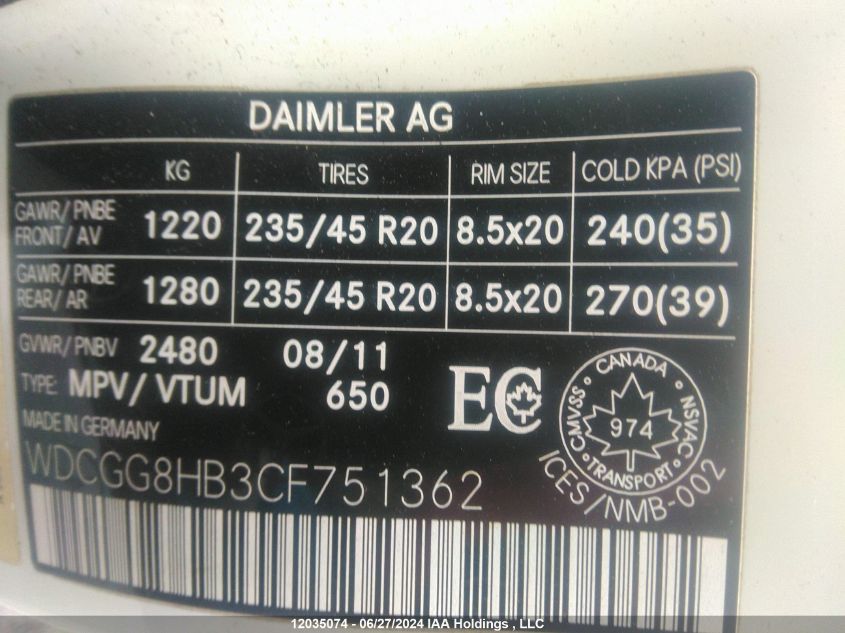 DAIMLER AG
KG TIRES RIM SIZE COLD KPA (PSI)
GAWR/PNBE FRONT/AV 1220 235/45 R20 8.5x20 240(35)
GAWR/PNBE REAR/AR 1280 235/45 R20 8.5x20 270(39)
GVWR/PNBV 2480 08/11
TYPE: MPV/VTUM 650
EC
MADE IN GERMANY
CANADA
CMVSS NSVAC
974
TRANSPORT
ICES/NMB-002
WDCGG8HB3CF751362
12035074 - 06/27/2024 IAA Holdings , LLC